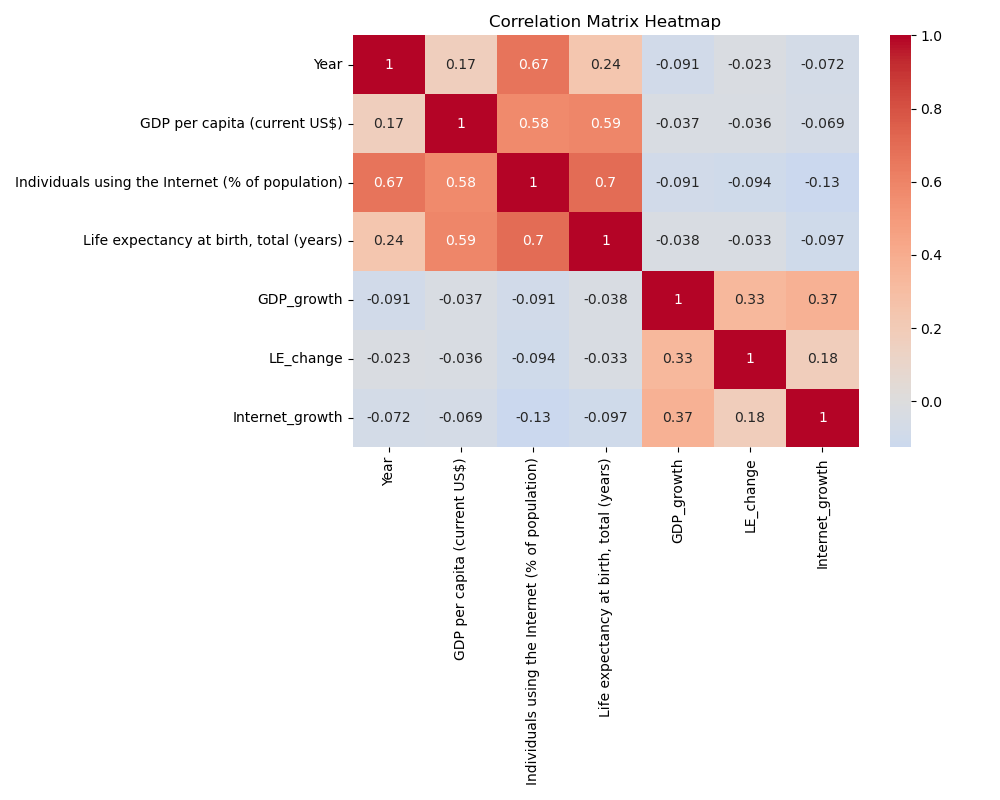 Correlation Matrix Heatmap
Year 1 0.17 0.67 0.24 -0.091 -0.023 -0.072
GDP per capita (current US$) 0.17 1 0.58 0.59 -0.037 -0.036 -0.069
Individuals using the Internet (% of population) 0.67 0.58 1 0.7 -0.091 -0.094 -0.13
Life expectancy at birth, total (years) 0.24 0.59 0.7 1 -0.038 -0.033 -0.097
GDP_growth -0.091 -0.037 -0.091 -0.038 1 0.33 0.37
LE_change -0.023 -0.036 -0.094 -0.033 0.33 1 0.18
Internet_growth -0.072 -0.069 -0.13 -0.097 0.37 0.18 1
Year
GDP per capita (current US$)
Individuals using the Internet (% of population)
Life expectancy at birth, total (years)
GDP_growth
LE_change
Internet_growth
1.0
0.8
0.6
0.4
0.2
0.0